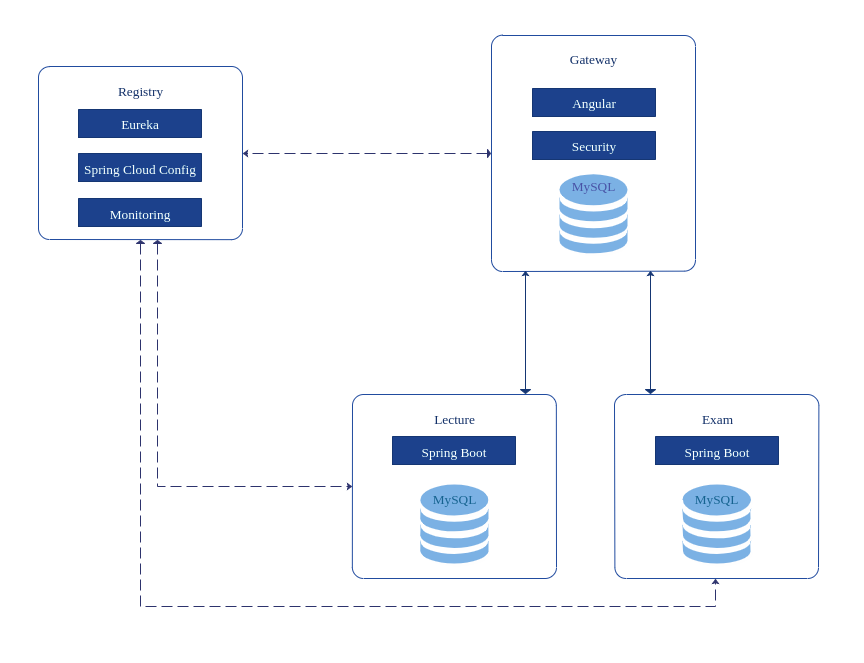 Registry
Eureka
Spring Cloud Config
Monitoring
Gateway
Angular
Security
MySQL
Lecture
Spring Boot
MySQL
Exam
Spring Boot
MySQL